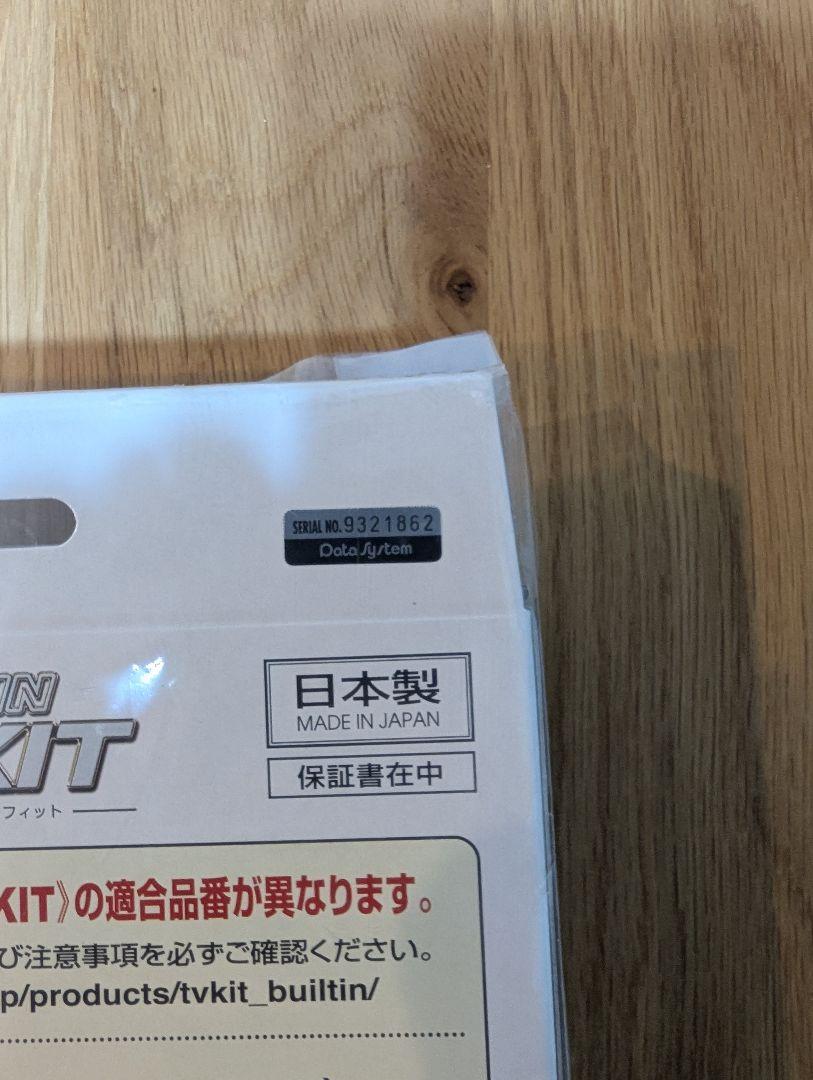 SERIAL NO.9321862
Data System
IN
KIT
日本製
MADE IN JAPAN
保証書在中
フィット
KIT》の適合品番が異なります。
び注意事項を必ずご確認ください。
p/products/tvkit_builtin/